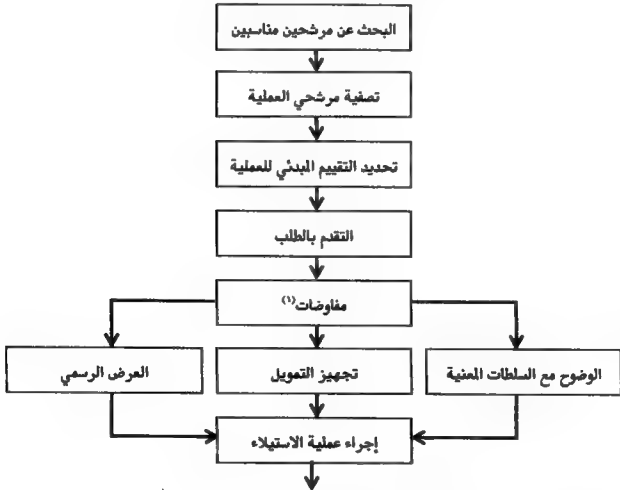 البحث عن مرشحين مناسبين
تصفية مرشحي العملية
تحديد التقييم المبدئي للعملية
التقدم بالطلب
مفاوضات(١)
الوضوح مع السلطات المعنية
تجهيز التمويل
العرض الرسمي
إجراء عملية الاستيلاء